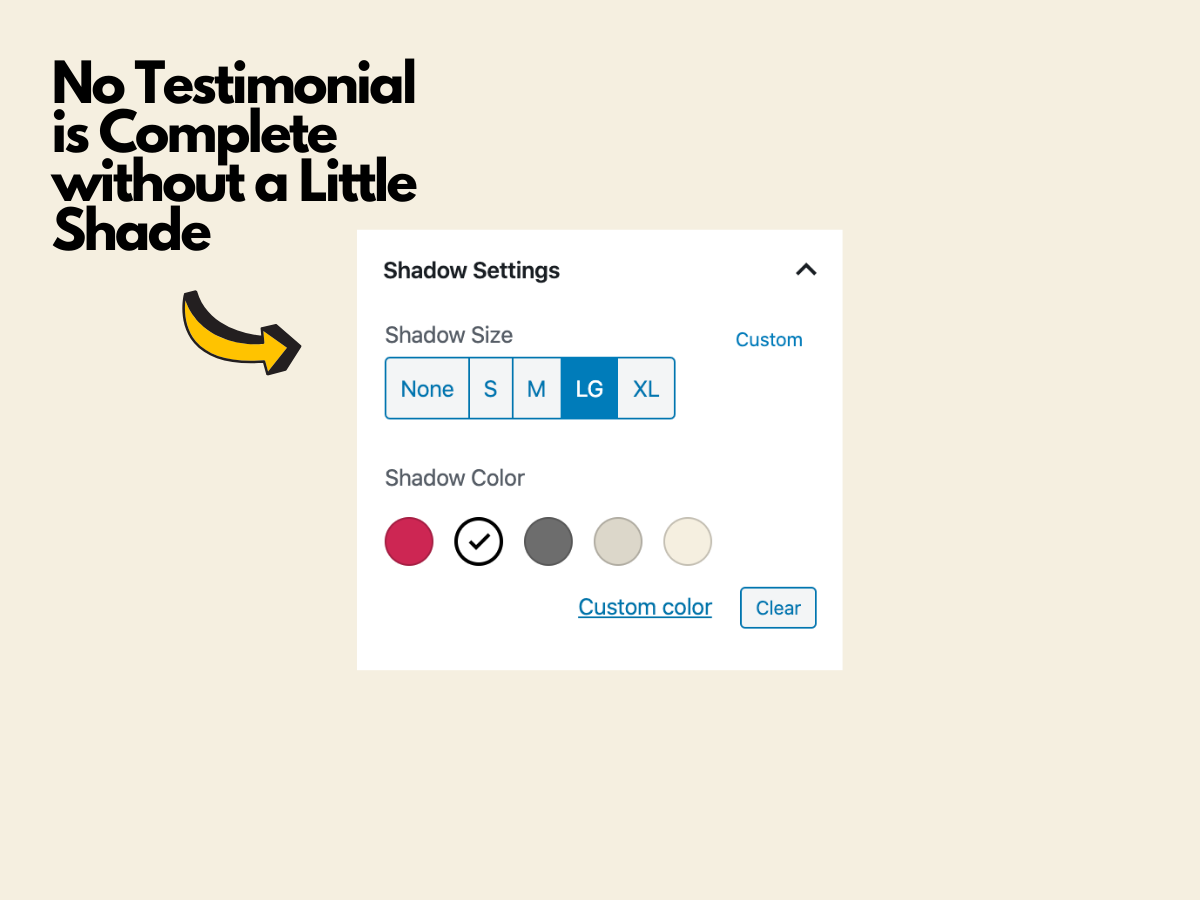 No Testimonial
is Complete
without a Little
Shade
Shadow Settings
Shadow Size
Custom
None S M LG XL
Shadow Color
Custom color Clear